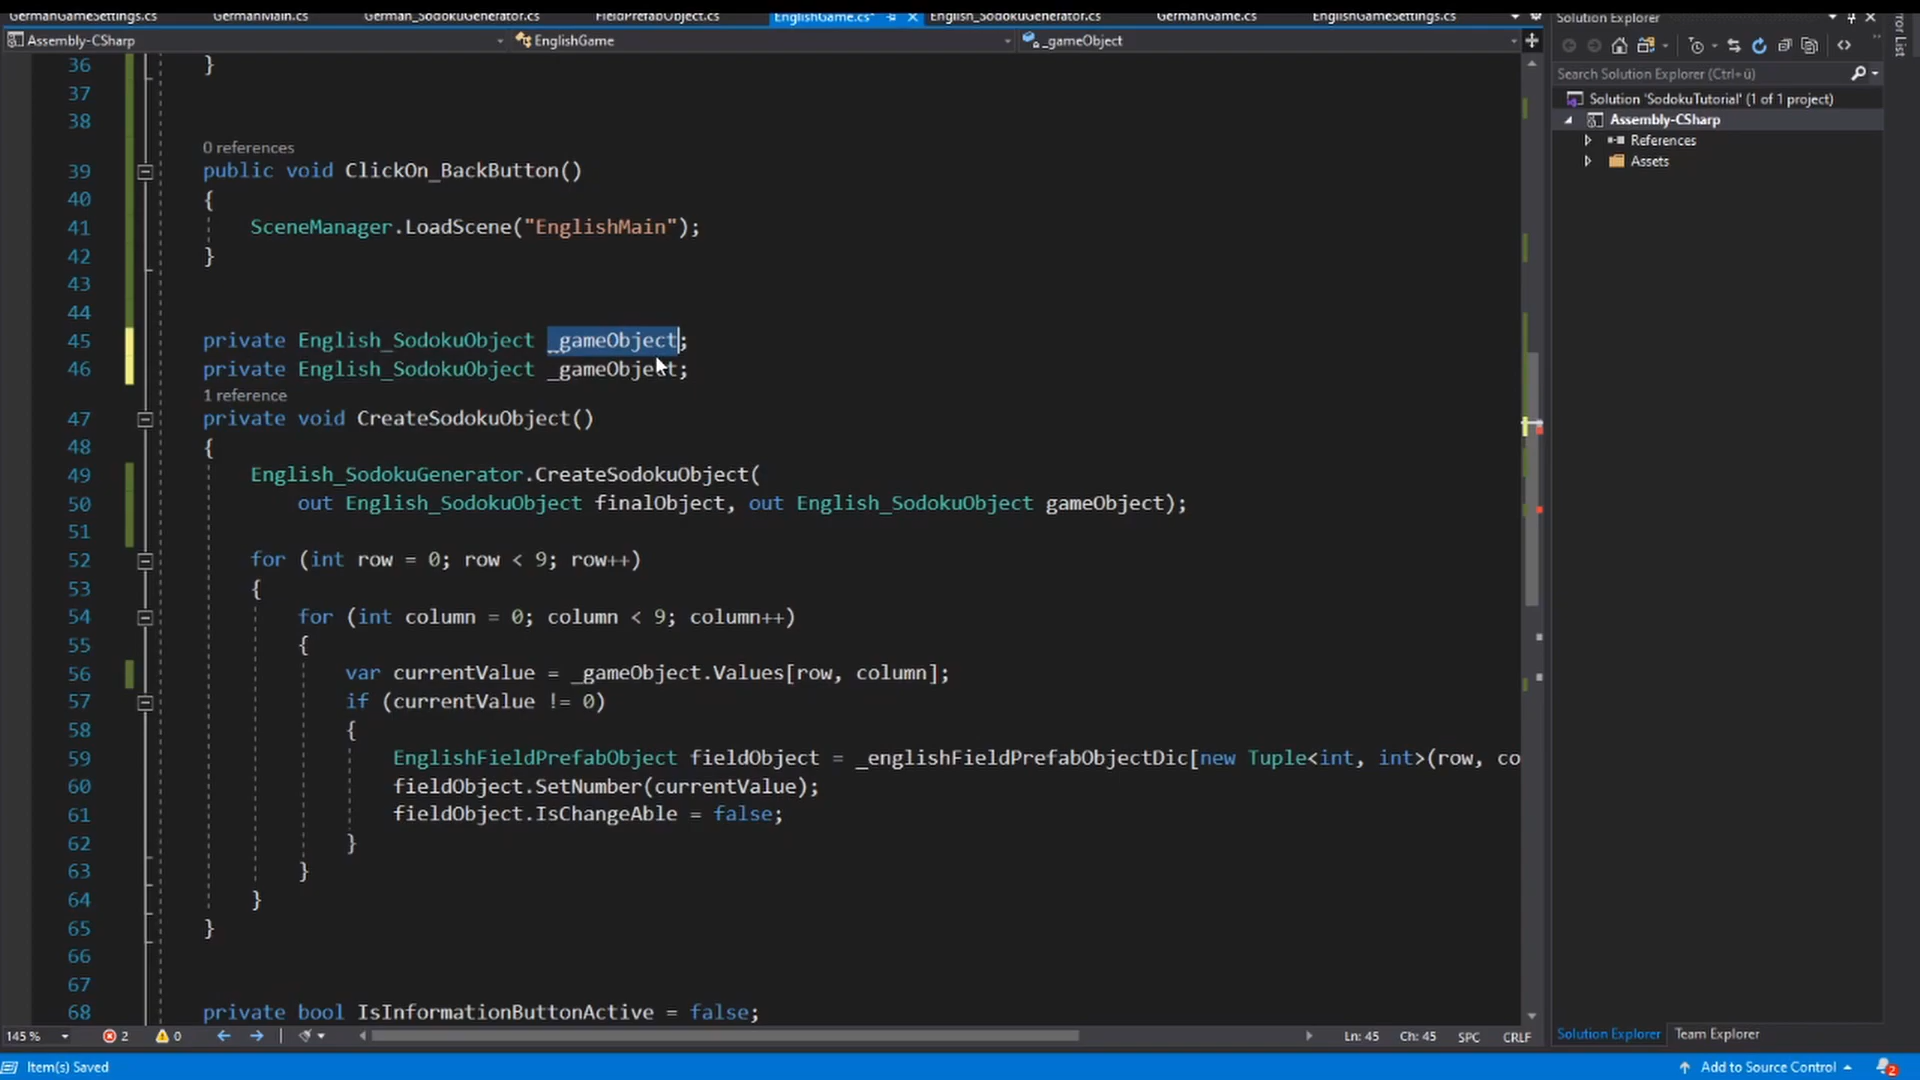 GermanGameSettings.cs GermanMain.cs German_SodokuGenerator.cs FieldPrefabObject.cs EnglishGame.cs* English_SodokuGenerator.cs GermanGame.cs EnglishGameSettings.cs
Solution Explorer
Error List
Assembly-CSharp EnglishGame _gameObject
Search Solution Explorer (Ctrl+ü)
Solution 'SodokuTutorial' (1 of 1 project)
Assembly-CSharp
References
Assets
36 }
37
38
0 references
39 public void ClickOn_BackButton()
40 {
41 SceneManager.LoadScene("EnglishMain");
42 }
43
44
45 private English_SodokuObject _gameObject;
46 private English_SodokuObject _gameObject;
1 reference
47 private void CreateSodokuObject()
48 {
49 English_SodokuGenerator.CreateSodokuObject(
50 out English_SodokuObject finalObject, out English_SodokuObject gameObject);
51
52 for (int row = 0; row < 9; row++)
53 {
54 for (int column = 0; column < 9; column++)
55 {
56 var currentValue = _gameObject.Values[row, column];
57 if (currentValue != 0)
58 {
59 EnglishFieldPrefabObject fieldObject = _englishFieldPrefabObjectDic[new Tuple<int, int>(row, co
60 fieldObject.SetNumber(currentValue);
61 fieldObject.IsChangeAble = false;
62 }
63 }
64 }
65 }
66
67
68 private bool IsInformationButtonActive = false;
145 % 2 0 Ln: 45 Ch: 45 SPC CRLF
Solution Explorer Team Explorer
Item(s) Saved Add to Source Control 2